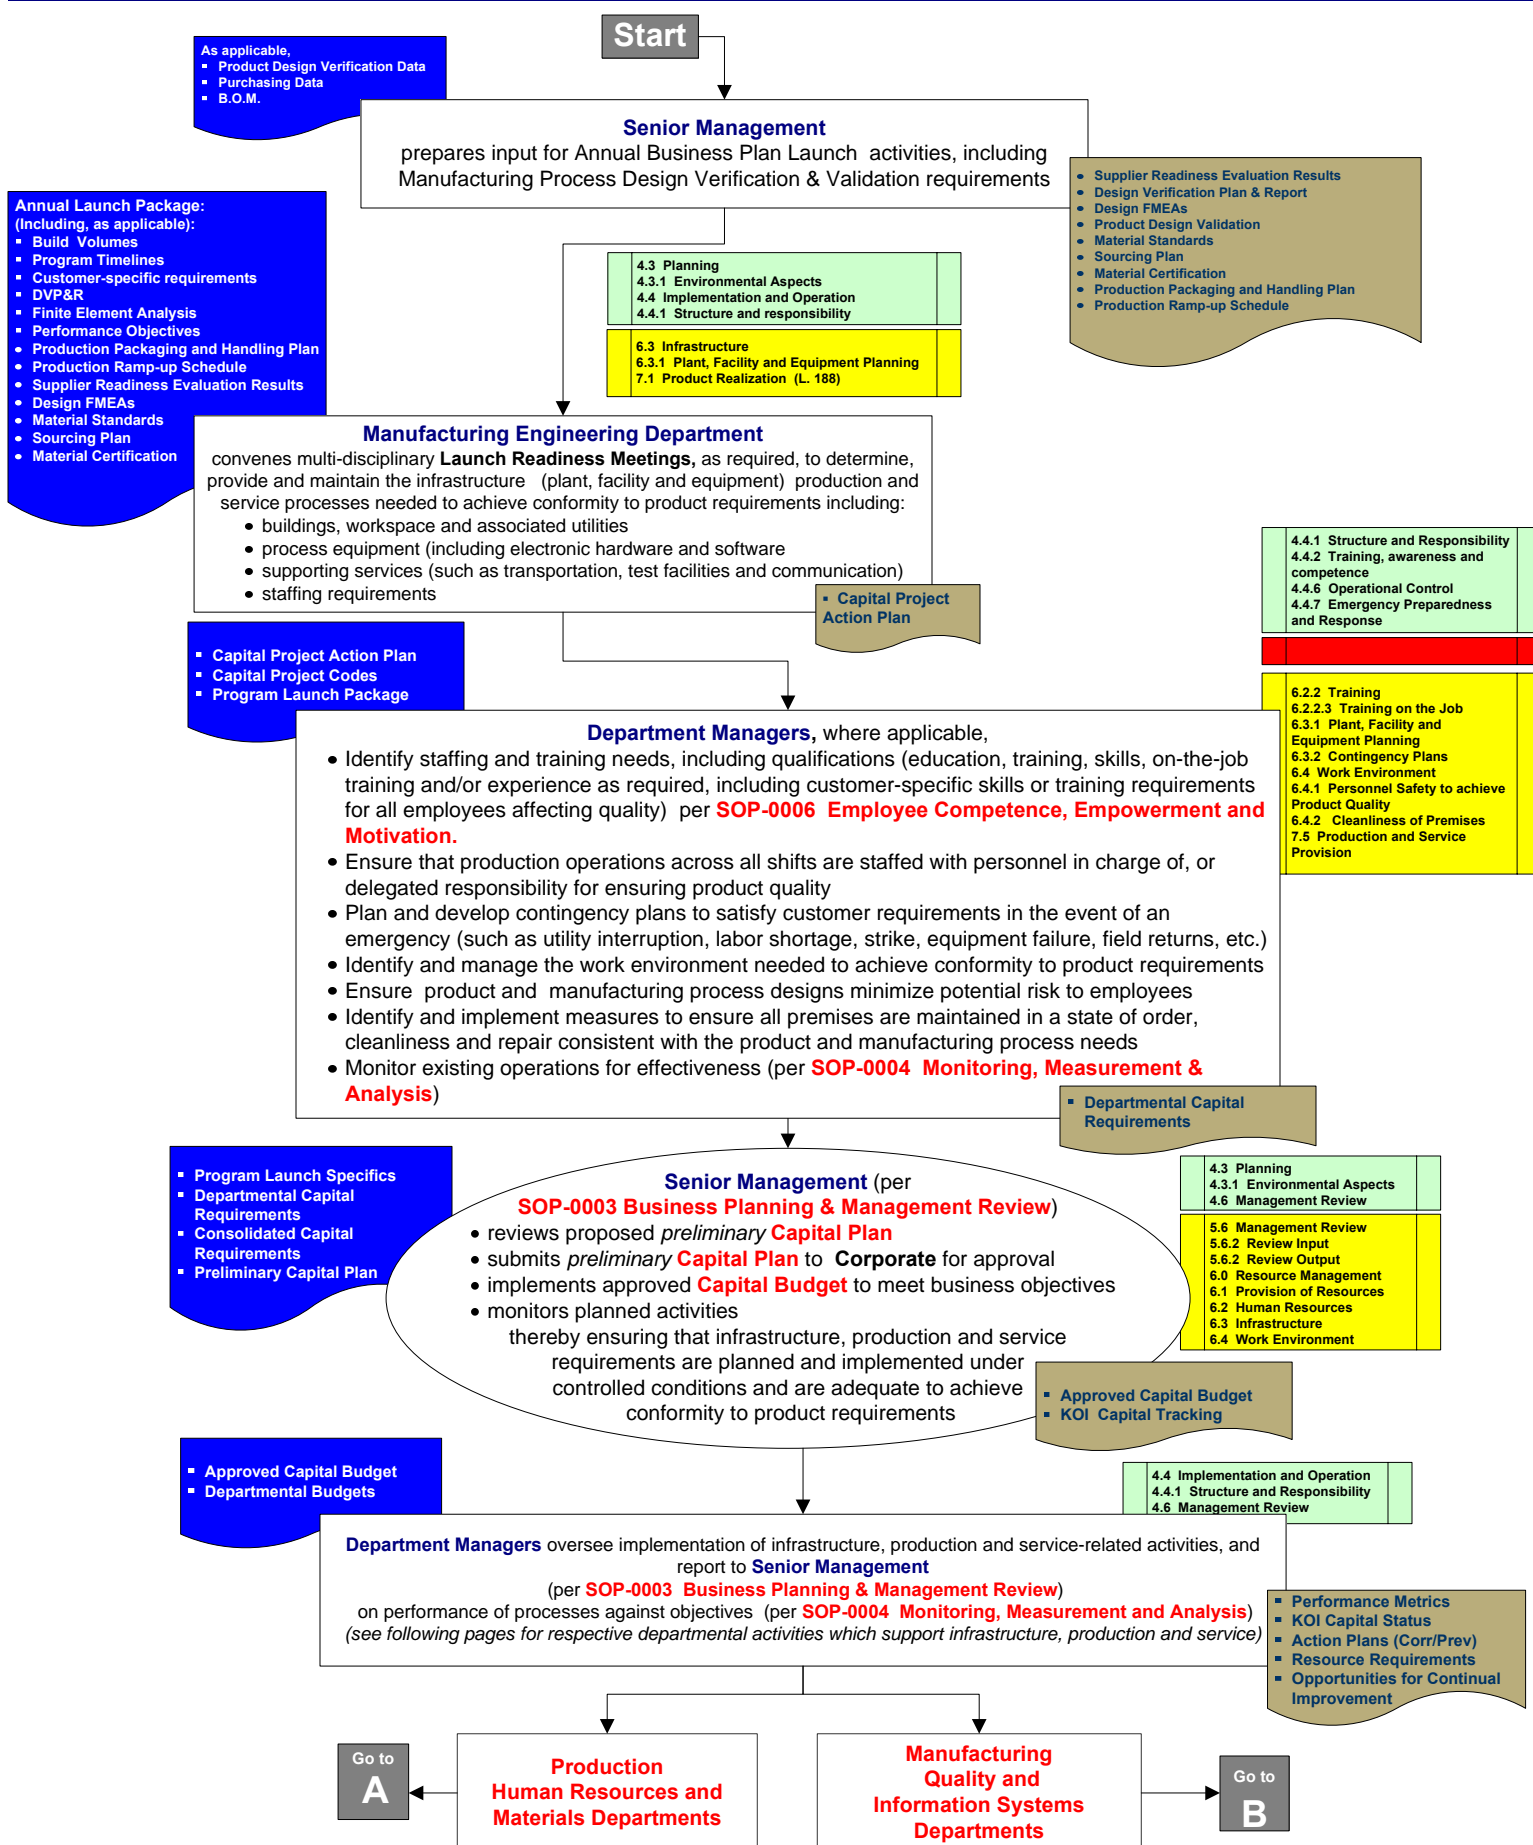 Start
As applicable,
▪ Product Design Verification Data
▪ Purchasing Data
▪ B.O.M.
Senior Management
prepares input for Annual Business Plan Launch activities, including
Manufacturing Process Design Verification & Validation requirements
• Supplier Readiness Evaluation Results
• Design Verification Plan & Report
• Design FMEAs
• Product Design Validation
• Material Standards
• Sourcing Plan
• Material Certification
• Production Packaging and Handling Plan
• Production Ramp-up Schedule
Annual Launch Package:
(Including, as applicable):
▪ Build Volumes
▪ Program Timelines
▪ Customer-specific requirements
▪ DVP&R
▪ Finite Element Analysis
▪ Performance Objectives
• Production Packaging and Handling Plan
• Production Ramp-up Schedule
• Supplier Readiness Evaluation Results
• Design FMEAs
• Material Standards
• Sourcing Plan
• Material Certification
4.3 Planning
4.3.1 Environmental Aspects
4.4 Implementation and Operation
4.4.1 Structure and responsibility
6.3 Infrastructure
6.3.1 Plant, Facility and Equipment Planning
7.1 Product Realization (L. 188)
Manufacturing Engineering Department
convenes multi-disciplinary Launch Readiness Meetings, as required, to determine,
provide and maintain the infrastructure (plant, facility and equipment) production and
service processes needed to achieve conformity to product requirements including:
• buildings, workspace and associated utilities
• process equipment (including electronic hardware and software
• supporting services (such as transportation, test facilities and communication)
• staffing requirements
▪ Capital Project
Action Plan
4.4.1 Structure and Responsibility
4.4.2 Training, awareness and
competence
4.4.6 Operational Control
4.4.7 Emergency Preparedness
and Response
6.2.2 Training
6.2.2.3 Training on the Job
6.3.1 Plant, Facility and
Equipment Planning
6.3.2 Contingency Plans
6.4 Work Environment
6.4.1 Personnel Safety to achieve
Product Quality
6.4.2 Cleanliness of Premises
7.5 Production and Service
Provision
▪ Capital Project Action Plan
▪ Capital Project Codes
▪ Program Launch Package
Department Managers, where applicable,
• Identify staffing and training needs, including qualifications (education, training, skills, on-the-job
training and/or experience as required, including customer-specific skills or training requirements
for all employees affecting quality) per SOP-0006 Employee Competence, Empowerment and
Motivation.
• Ensure that production operations across all shifts are staffed with personnel in charge of, or
delegated responsibility for ensuring product quality
• Plan and develop contingency plans to satisfy customer requirements in the event of an
emergency (such as utility interruption, labor shortage, strike, equipment failure, field returns, etc.)
• Identify and manage the work environment needed to achieve conformity to product requirements
• Ensure product and manufacturing process designs minimize potential risk to employees
• Identify and implement measures to ensure all premises are maintained in a state of order,
cleanliness and repair consistent with the product and manufacturing process needs
• Monitor existing operations for effectiveness (per SOP-0004 Monitoring, Measurement &
Analysis)
▪ Departmental Capital
Requirements
▪ Program Launch Specifics
▪ Departmental Capital
Requirements
▪ Consolidated Capital
Requirements
▪ Preliminary Capital Plan
Senior Management (per
SOP-0003 Business Planning & Management Review)
• reviews proposed preliminary Capital Plan
• submits preliminary Capital Plan to Corporate for approval
• implements approved Capital Budget to meet business objectives
• monitors planned activities
thereby ensuring that infrastructure, production and service
requirements are planned and implemented under
controlled conditions and are adequate to achieve
conformity to product requirements
4.3 Planning
4.3.1 Environmental Aspects
4.6 Management Review
5.6 Management Review
5.6.2 Review Input
5.6.2 Review Output
6.0 Resource Management
6.1 Provision of Resources
6.2 Human Resources
6.3 Infrastructure
6.4 Work Environment
▪ Approved Capital Budget
▪ KOI Capital Tracking
▪ Approved Capital Budget
▪ Departmental Budgets
4.4 Implementation and Operation
4.4.1 Structure and Responsibility
4.6 Management Review
Department Managers oversee implementation of infrastructure, production and service-related activities, and
report to Senior Management
(per SOP-0003 Business Planning & Management Review)
on performance of processes against objectives (per SOP-0004 Monitoring, Measurement and Analysis)
(see following pages for respective departmental activities which support infrastructure, production and service)
▪ Performance Metrics
▪ KOI Capital Status
▪ Action Plans (Corr/Prev)
▪ Resource Requirements
▪ Opportunities for Continual
Improvement
Go to
A
Production
Human Resources and
Materials Departments
Manufacturing
Quality and
Information Systems
Departments
Go to
B